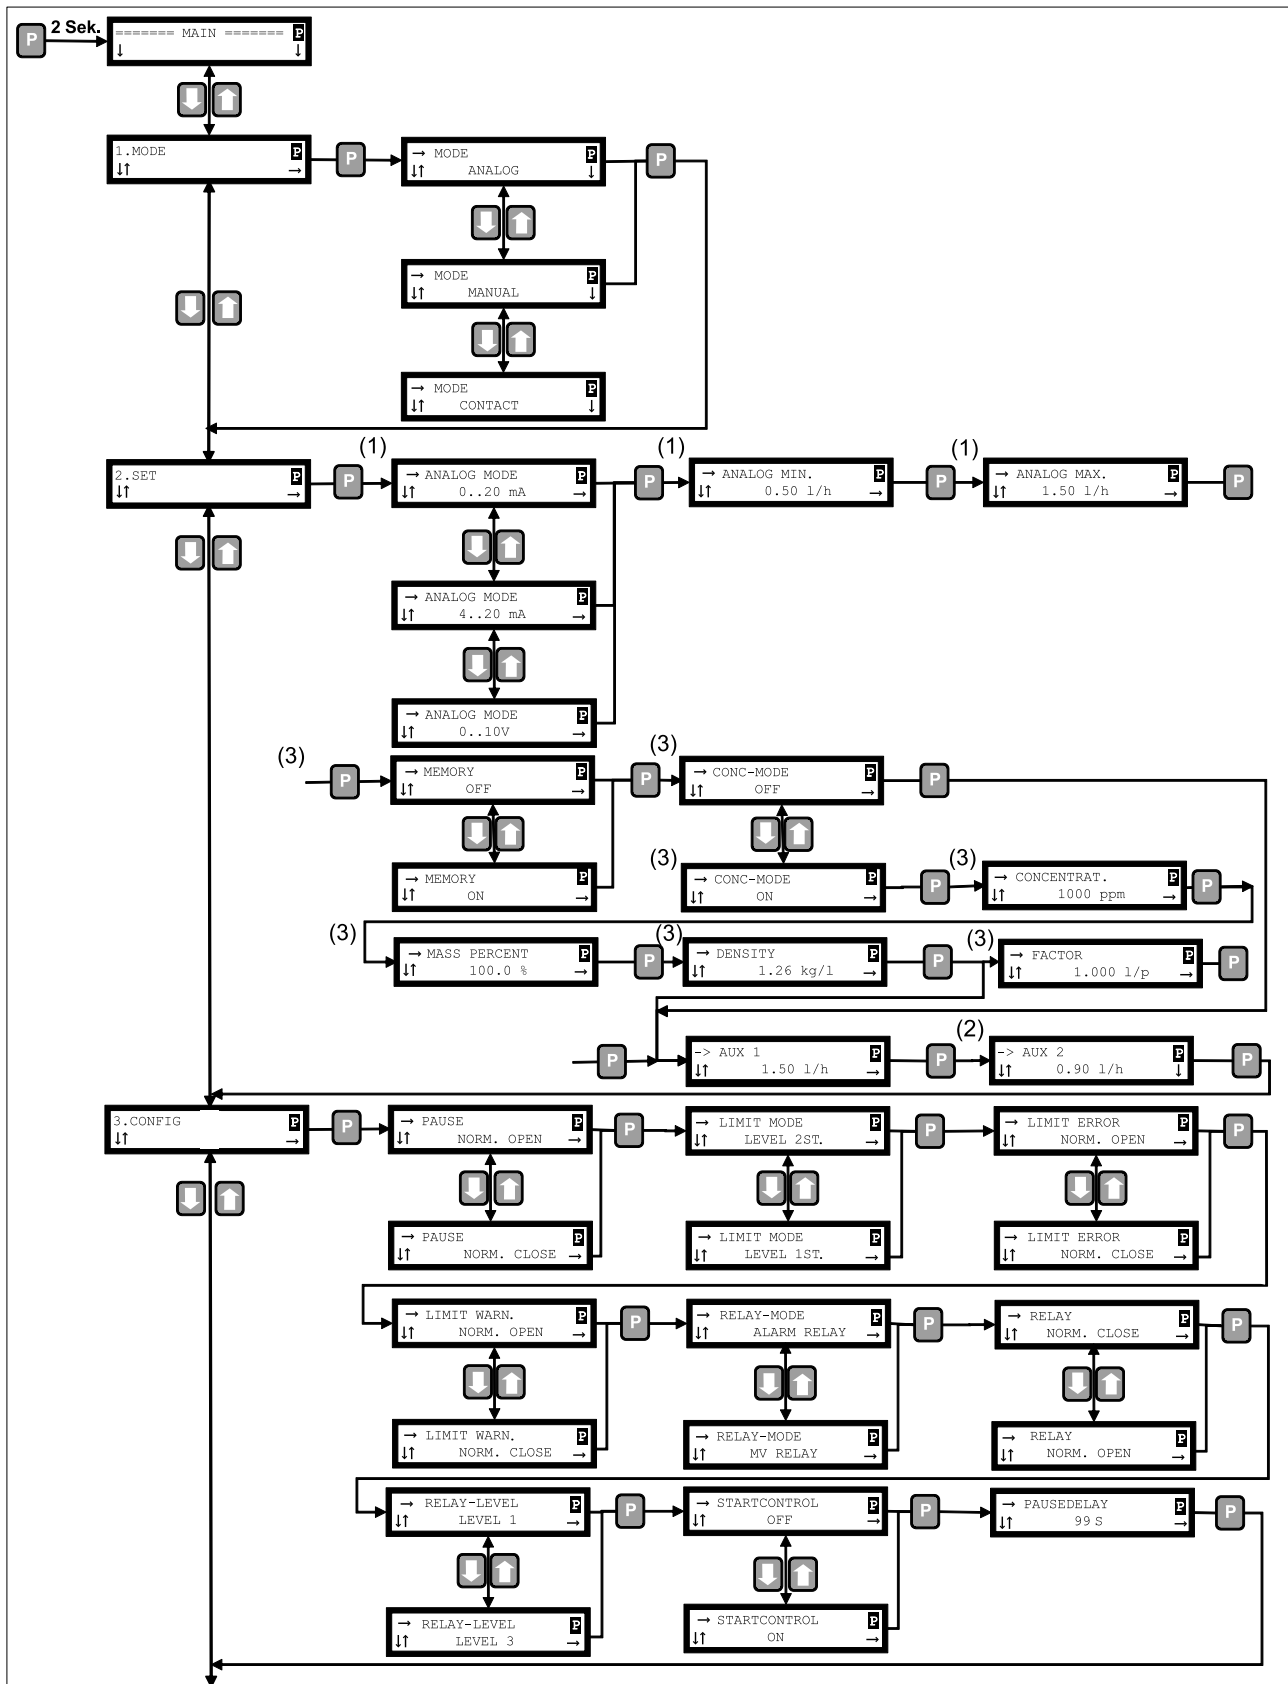 P 2 Sek. ======= MAIN ======= P
↓ ↓
1.MODE P
↓↑ →
P
→ MODE P
↓↑ ANALOG ↓
P
→ MODE P
↓↑ MANUAL ↓
→ MODE P
↓↑ CONTACT ↓
2.SET P
↓↑ →
P
(1)
→ ANALOG MODE P
↓↑ 0..20 mA →
P
(1)
→ ANALOG MIN. P
↓↑ 0.50 l/h →
P
(1)
→ ANALOG MAX. P
↓↑ 1.50 l/h →
P
→ ANALOG MODE P
↓↑ 4..20 mA →
→ ANALOG MODE P
↓↑ 0..10V →
(3)
P
→ MEMORY P
↓↑ OFF →
P
(3)
→ CONC-MODE P
↓↑ OFF →
P
→ MEMORY P
↓↑ ON →
(3)
→ CONC-MODE P
↓↑ ON →
P
(3)
→ CONCENTRAT. P
↓↑ 1000 ppm →
P
(3)
→ MASS PERCENT P
↓↑ 100.0 % →
P
(3)
→ DENSITY P
↓↑ 1.26 kg/l →
P
(3)
→ FACTOR P
↓↑ 1.000 l/p →
P
P
-> AUX 1 P
↓↑ 1.50 l/h →
P
(2)
-> AUX 2 P
↓↑ 0.90 l/h ↓
P
3.CONFIG P
↓↑ →
P
→ PAUSE P
↓↑ NORM. OPEN →
P
→ LIMIT MODE P
↓↑ LEVEL 2ST. →
P
→ LIMIT ERROR P
↓↑ NORM. OPEN →
P
→ PAUSE P
↓↑ NORM. CLOSE →
→ LIMIT MODE P
↓↑ LEVEL 1ST. →
→ LIMIT ERROR P
↓↑ NORM. CLOSE →
→ LIMIT WARN. P
↓↑ NORM. OPEN →
P
→ RELAY-MODE P
↓↑ ALARM RELAY →
P
→ RELAY P
↓↑ NORM. CLOSE →
P
→ LIMIT WARN. P
↓↑ NORM. CLOSE →
→ RELAY-MODE P
↓↑ MV RELAY →
→ RELAY P
↓↑ NORM. OPEN →
→ RELAY-LEVEL P
↓↑ LEVEL 1 →
P
→ STARTCONTROL P
↓↑ OFF →
P
→ PAUSEDELAY P
↓↑ 99 S →
P
→ RELAY-LEVEL P
↓↑ LEVEL 3 →
→ STARTCONTROL P
↓↑ ON →